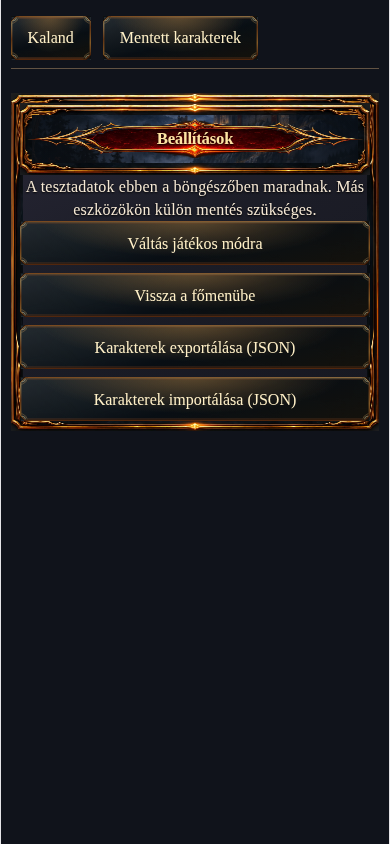 Kaland
Mentett karakterek
Beállítások
A tesztadatok ebben a böngészőben maradnak. Más
eszközökön külön mentés szükséges.
Váltás játékos módra
Vissza a főmenübe
Karakterek exportálása (JSON)
Karakterek importálása (JSON)